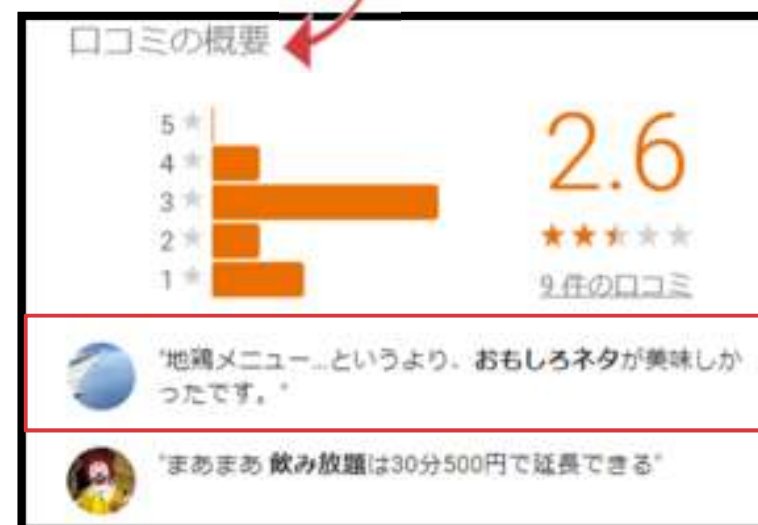 口コミの概要
5
4
3
2
1
2.6
9 件の口コミ
"地鶏メニュー...というより、おもしろネタが美味しか
ったです。"
"まあまあ 飲み放題は30分500円で延長できる"